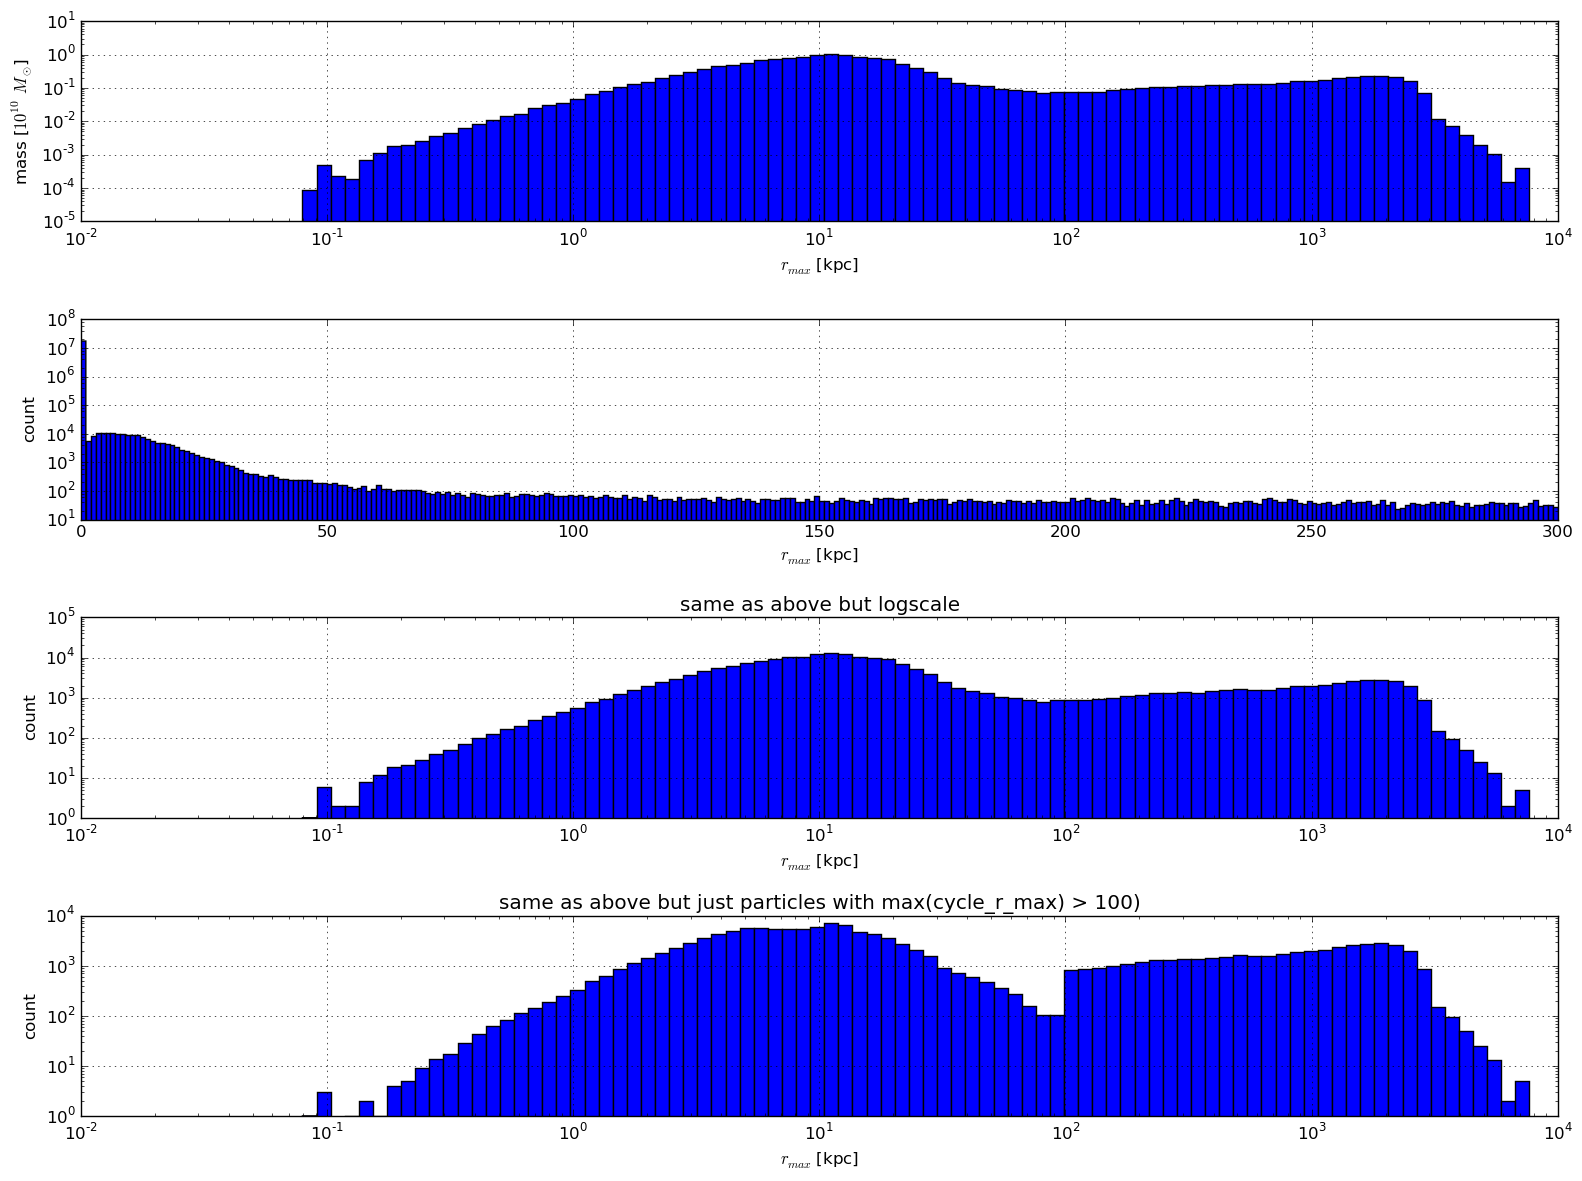 10^1
10^0
10^-1
10^-2
10^-3
10^-4
10^-5
mass [10^10 M_⊙]
10^-2 10^-1 10^0 10^1 10^2 10^3 10^4
r_max [kpc]
10^8
10^7
10^6
10^5
10^4
10^3
10^2
10^1
count
0 50 100 150 200 250 300
r_max [kpc]
same as above but logscale
10^5
10^4
10^3
10^2
10^1
10^0
count
10^-2 10^-1 10^0 10^1 10^2 10^3 10^4
r_max [kpc]
same as above but just particles with max(cycle_r_max) > 100)
10^4
10^3
10^2
10^1
10^0
count
10^-2 10^-1 10^0 10^1 10^2 10^3 10^4
r_max [kpc]